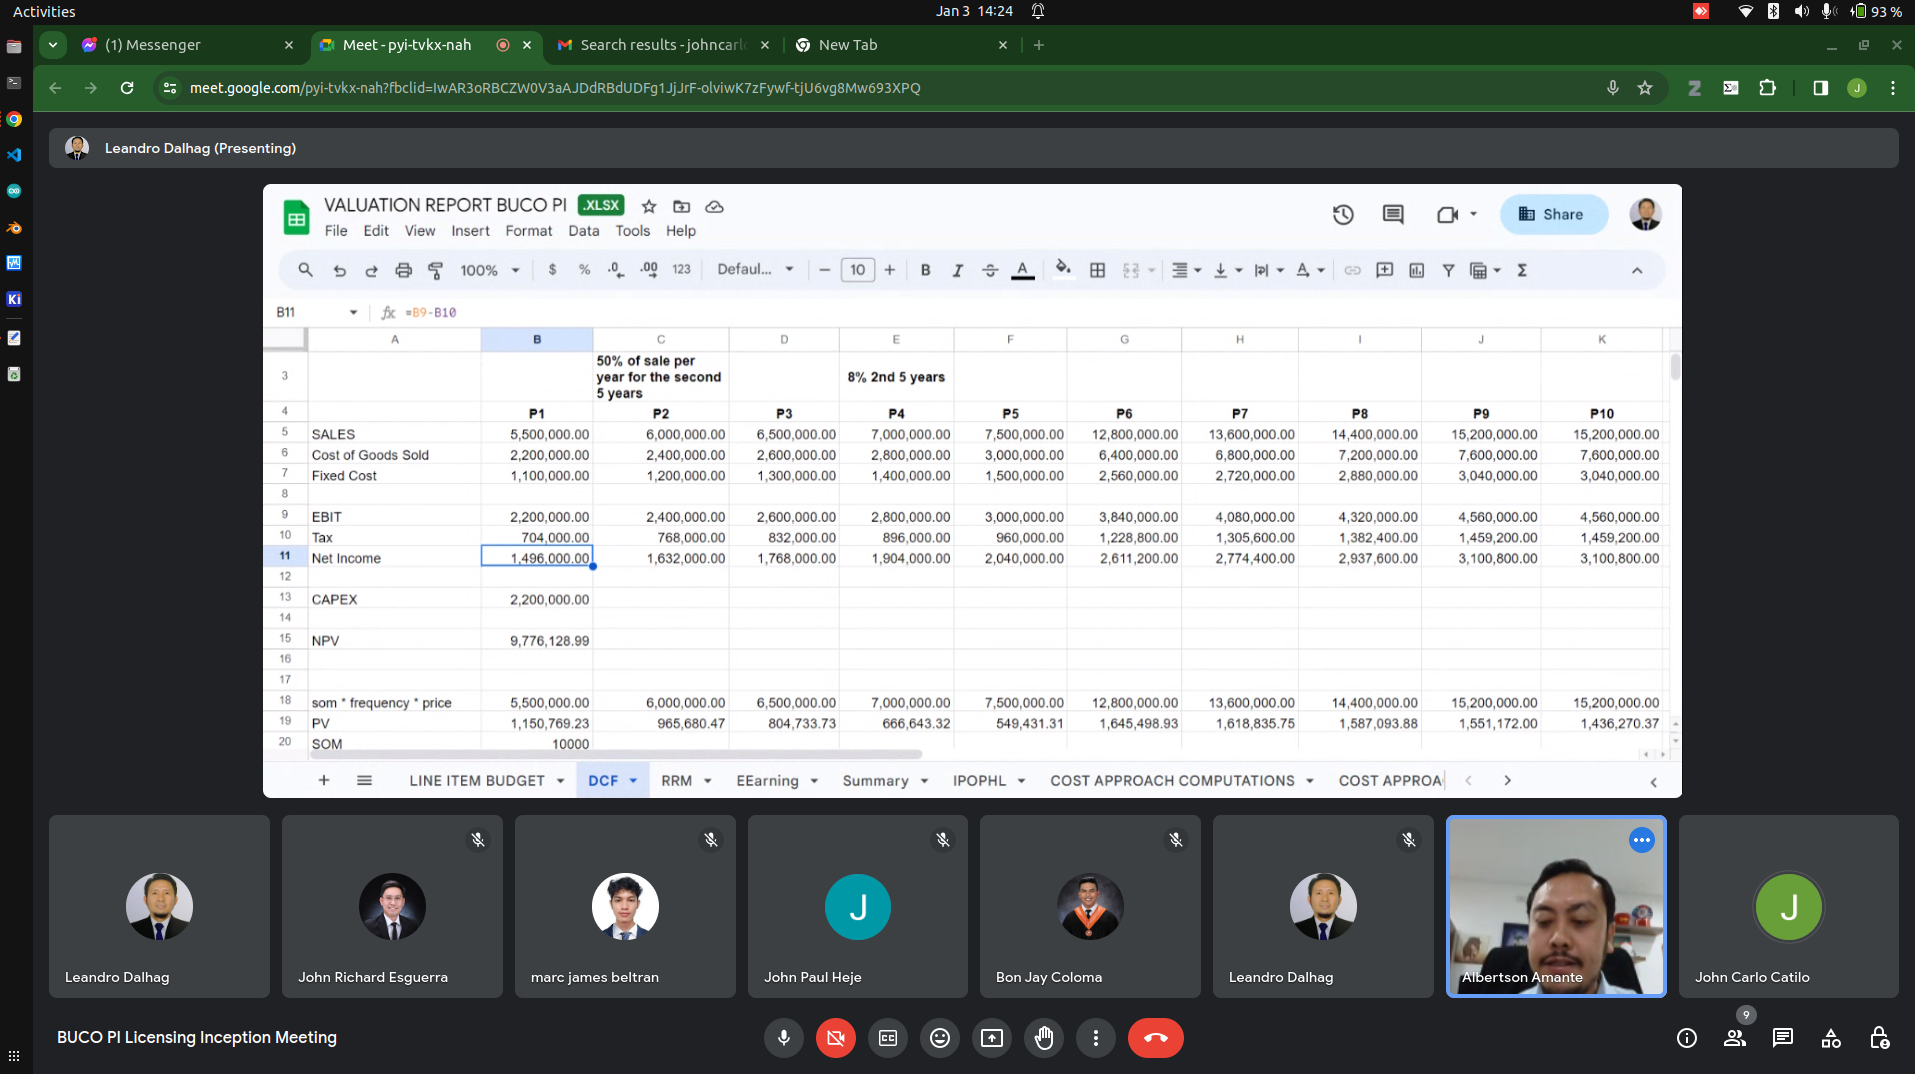 Activities
Jan 3 14:24
93 %
(1) Messenger
Meet - pyi-tvkx-nah
Search results - johncarl
New Tab
meet.google.com/pyi-tvkx-nah?fbclid=IwAR3oRBCZW0V3aAJDdRBdUDFg1JjJrF-olviwK7zFywf-tjU6vg8Mw693XPQ
J
Leandro Dalhag (Presenting)
VALUATION REPORT BUCO PI .XLSX
Share
File Edit View Insert Format Data Tools Help
100% $ % .0 .00 123 Defaul... 10 B I A
B11 fx =B9-B10
A B C D E F G H I J K
3 50% of sale per year for the second 5 years 8% 2nd 5 years
4 P1 P2 P3 P4 P5 P6 P7 P8 P9 P10
5 SALES 5,500,000.00 6,000,000.00 6,500,000.00 7,000,000.00 7,500,000.00 12,800,000.00 13,600,000.00 14,400,000.00 15,200,000.00 15,200,000.00
6 Cost of Goods Sold 2,200,000.00 2,400,000.00 2,600,000.00 2,800,000.00 3,000,000.00 6,400,000.00 6,800,000.00 7,200,000.00 7,600,000.00 7,600,000.00
7 Fixed Cost 1,100,000.00 1,200,000.00 1,300,000.00 1,400,000.00 1,500,000.00 2,560,000.00 2,720,000.00 2,880,000.00 3,040,000.00 3,040,000.00
8
9 EBIT 2,200,000.00 2,400,000.00 2,600,000.00 2,800,000.00 3,000,000.00 3,840,000.00 4,080,000.00 4,320,000.00 4,560,000.00 4,560,000.00
10 Tax 704,000.00 768,000.00 832,000.00 896,000.00 960,000.00 1,228,800.00 1,305,600.00 1,382,400.00 1,459,200.00 1,459,200.00
11 Net Income 1,496,000.00 1,632,000.00 1,768,000.00 1,904,000.00 2,040,000.00 2,611,200.00 2,774,400.00 2,937,600.00 3,100,800.00 3,100,800.00
12
13 CAPEX 2,200,000.00
14
15 NPV 9,776,128.99
16
17
18 som * frequency * price 5,500,000.00 6,000,000.00 6,500,000.00 7,000,000.00 7,500,000.00 12,800,000.00 13,600,000.00 14,400,000.00 15,200,000.00 15,200,000.00
19 PV 1,150,769.23 965,680.47 804,733.73 666,643.32 549,431.31 1,645,498.93 1,618,835.75 1,587,093.88 1,551,172.00 1,436,270.37
20 SOM 10000
LINE ITEM BUDGET DCF RRM EEarning Summary IPOPHL COST APPROACH COMPUTATIONS COST APPROA
J
J
Leandro Dalhag
John Richard Esguerra
marc james beltran
John Paul Heje
Bon Jay Coloma
Leandro Dalhag
Albertson Amante
John Carlo Catilo
BUCO PI Licensing Inception Meeting
CC
9